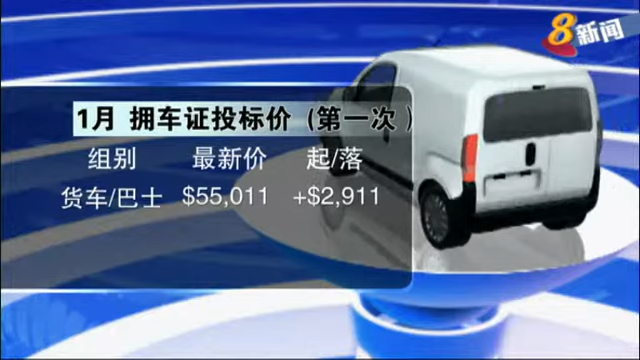 8新闻
1月 拥车证投标价 (第一次)
组别 最新价 起/落
货车/巴士 $55,011 +$2,911